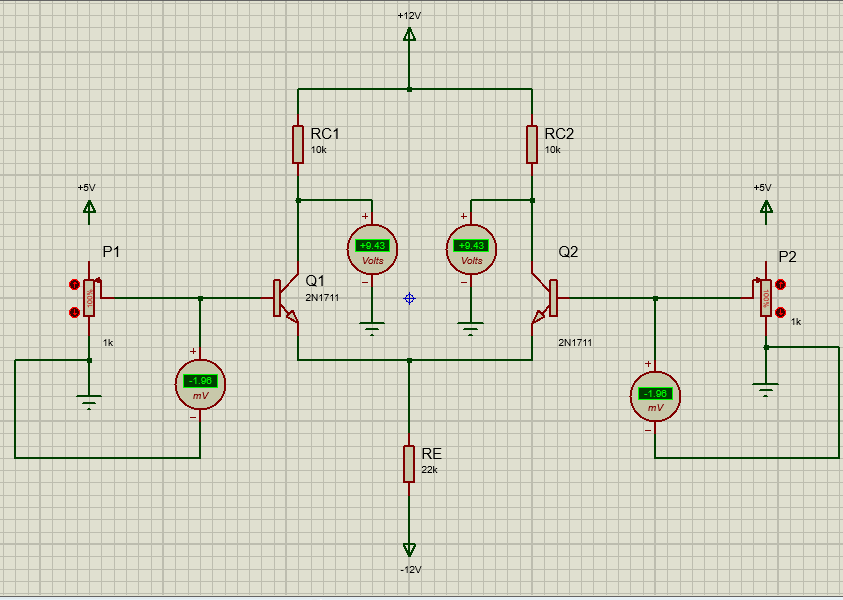 +12V
RC1
10k
RC2
10k
+5V
+5V
P1
P2
+
+
+9.43
Volts
−
+9.43
Volts
−
Q1
2N1711
Q2
2N1711
100%
1k
100%
1k
+
-1.96
mV
−
+
-1.96
mV
−
RE
22k
-12V